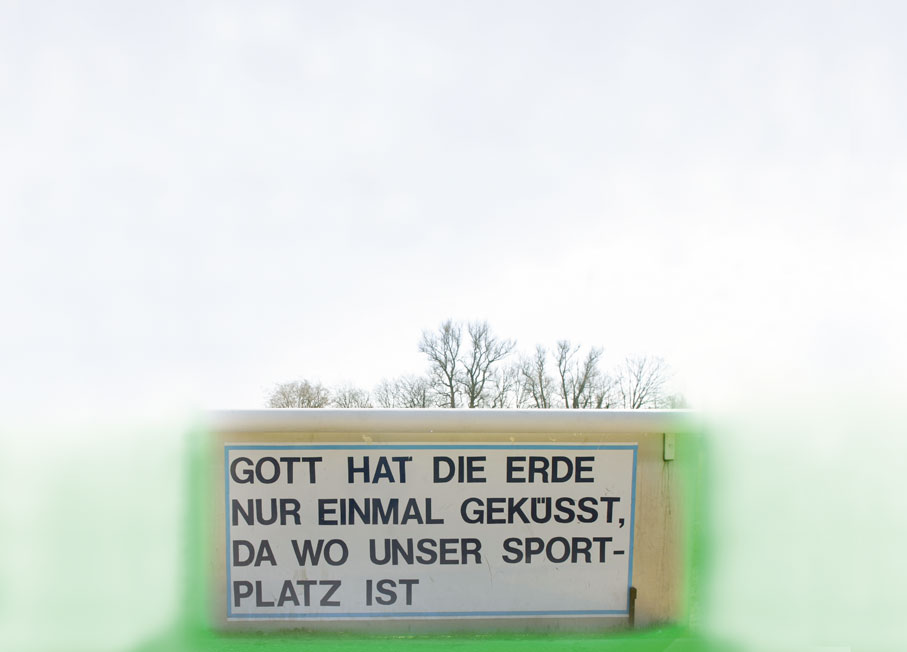 GOTT HAT DIE ERDE
NUR EINMAL GEKÜSST,
DA WO UNSER SPORT-
PLATZ IST